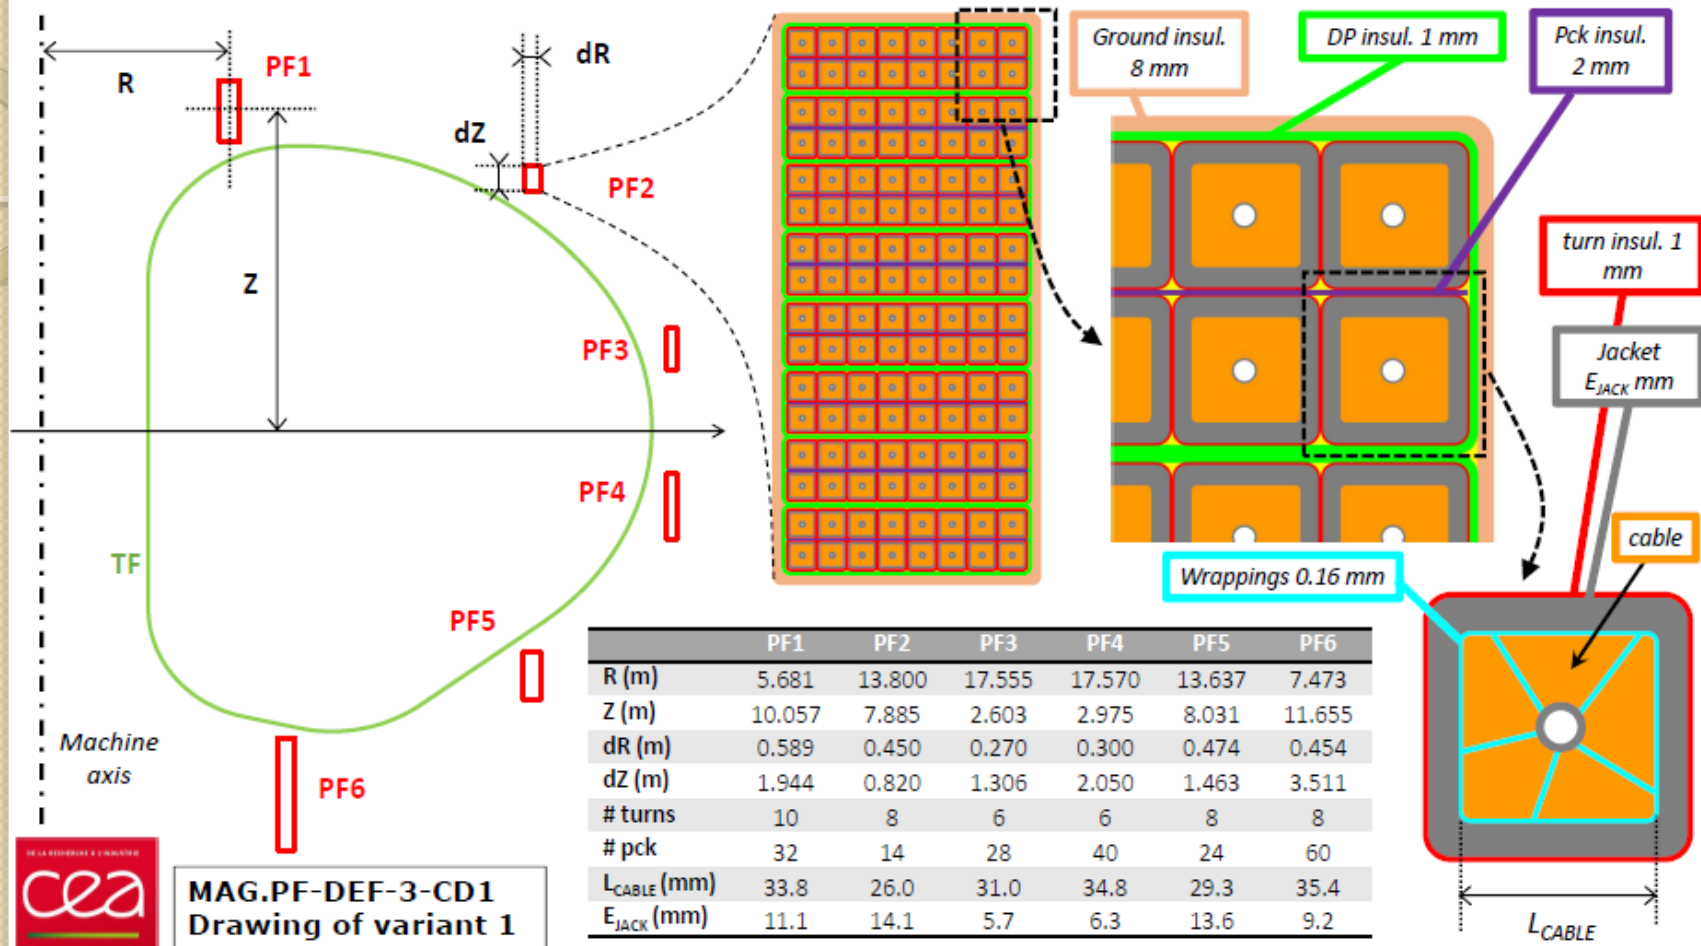 R
PF1
dR
dZ
PF2
Z
PF3
PF4
TF
PF5
PF6
Machine
axis
Ground insul.
8 mm
DP insul. 1 mm
Pck insul.
2 mm
turn insul. 1
mm
Jacket
E_JACK mm
cable
Wrappings 0.16 mm
L_CABLE
PF1 PF2 PF3 PF4 PF5 PF6
R (m) 5.681 13.800 17.555 17.570 13.637 7.473
Z (m) 10.057 7.885 2.603 2.975 8.031 11.655
dR (m) 0.589 0.450 0.270 0.300 0.474 0.454
dZ (m) 1.944 0.820 1.306 2.050 1.463 3.511
# turns 10 8 6 6 8 8
# pck 32 14 28 40 24 60
L_CABLE (mm) 33.8 26.0 31.0 34.8 29.3 35.4
E_JACK (mm) 11.1 14.1 5.7 6.3 13.6 9.2
DE LA RECHERCHE À L'INDUSTRIE
cea
MAG.PF-DEF-3-CD1
Drawing of variant 1